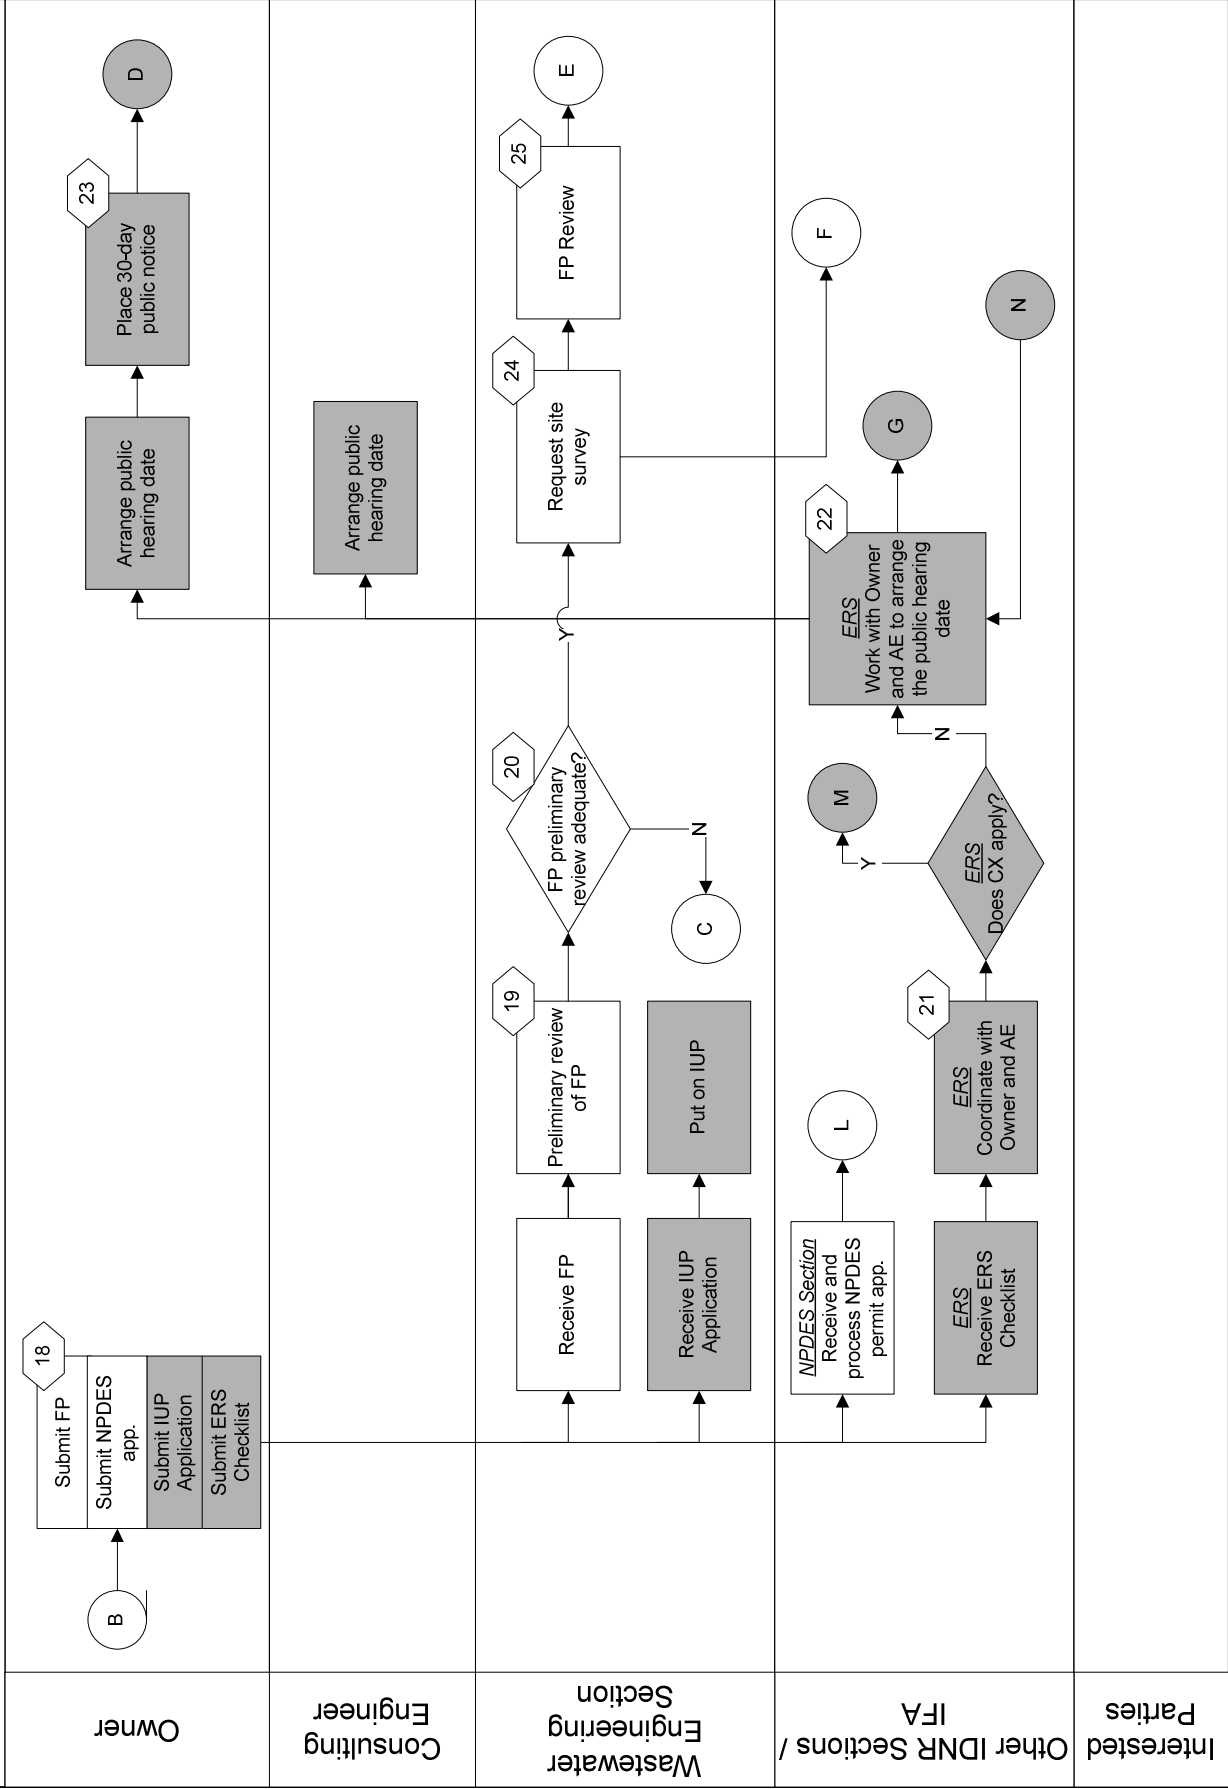 Owner
B
18
Submit FP
Submit NPDES
app.
Submit IUP
Application
Submit ERS
Checklist
Arrange public
hearing date
23
Place 30-day
public notice
D
Consulting
Engineer
Arrange public
hearing date
Wastewater
Engineering
Section
Receive FP
19
Preliminary review
of FP
20
FP preliminary
review adequate?
Y
N
C
24
Request site
survey
25
FP Review
E
Receive IUP
Application
Put on IUP
Other IDNR Sections /
IFA
NPDES Section
Receive and
process NPDES
permit app.
L
ERS
Receive ERS
Checklist
21
ERS
Coordinate with
Owner and AE
ERS
Does CX apply?
Y
M
N
22
ERS
Work with Owner
and AE to arrange
the public hearing
date
G
F
N
Interested
Parties